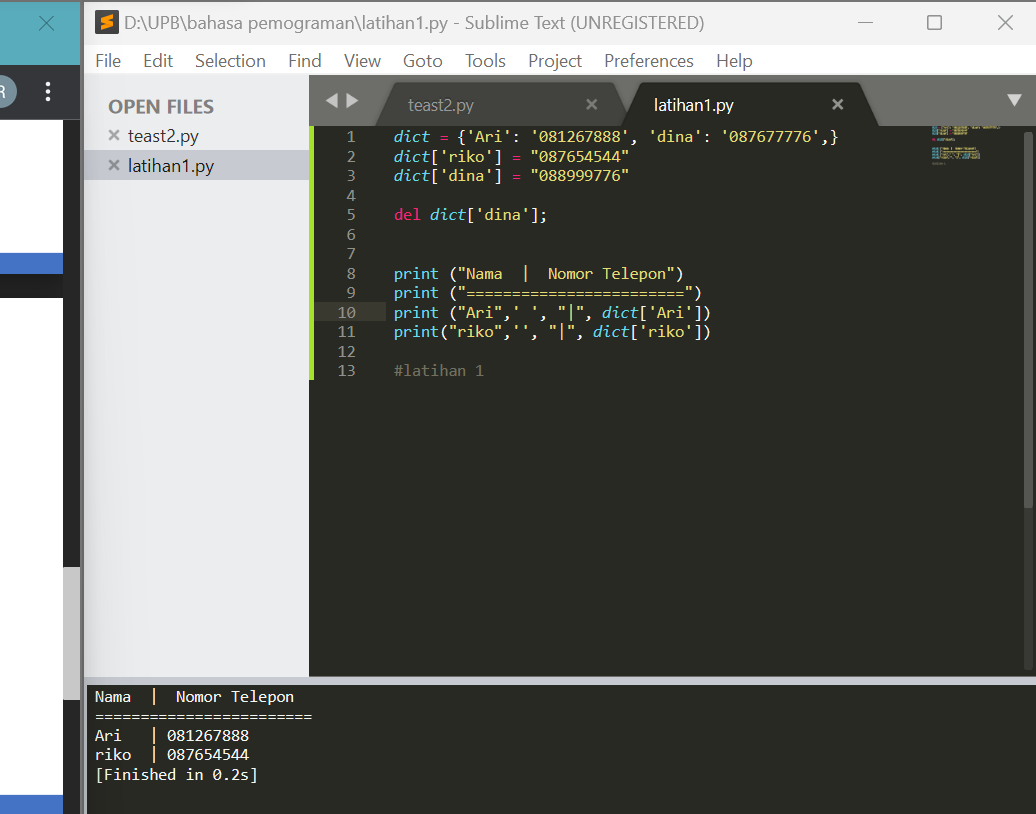 D:\UPB\bahasa pemograman\latihan1.py - Sublime Text (UNREGISTERED)
File Edit Selection Find View Goto Tools Project Preferences Help
R
OPEN FILES
teast2.py
latihan1.py
teast2.py
latihan1.py
1 dict = {'Ari': '081267888', 'dina': '087677776',}
2 dict['riko'] = "087654544"
3 dict['dina'] = "088999776"
4
5 del dict['dina'];
6
7
8 print ("Nama  |  Nomor Telepon")
9 print ("========================")
10 print ("Ari",' ', "|", dict['Ari'])
11 print("riko",'', "|", dict['riko'])
12
13 #latihan 1
Nama  |  Nomor Telepon
========================
Ari   | 081267888
riko  | 087654544
[Finished in 0.2s]